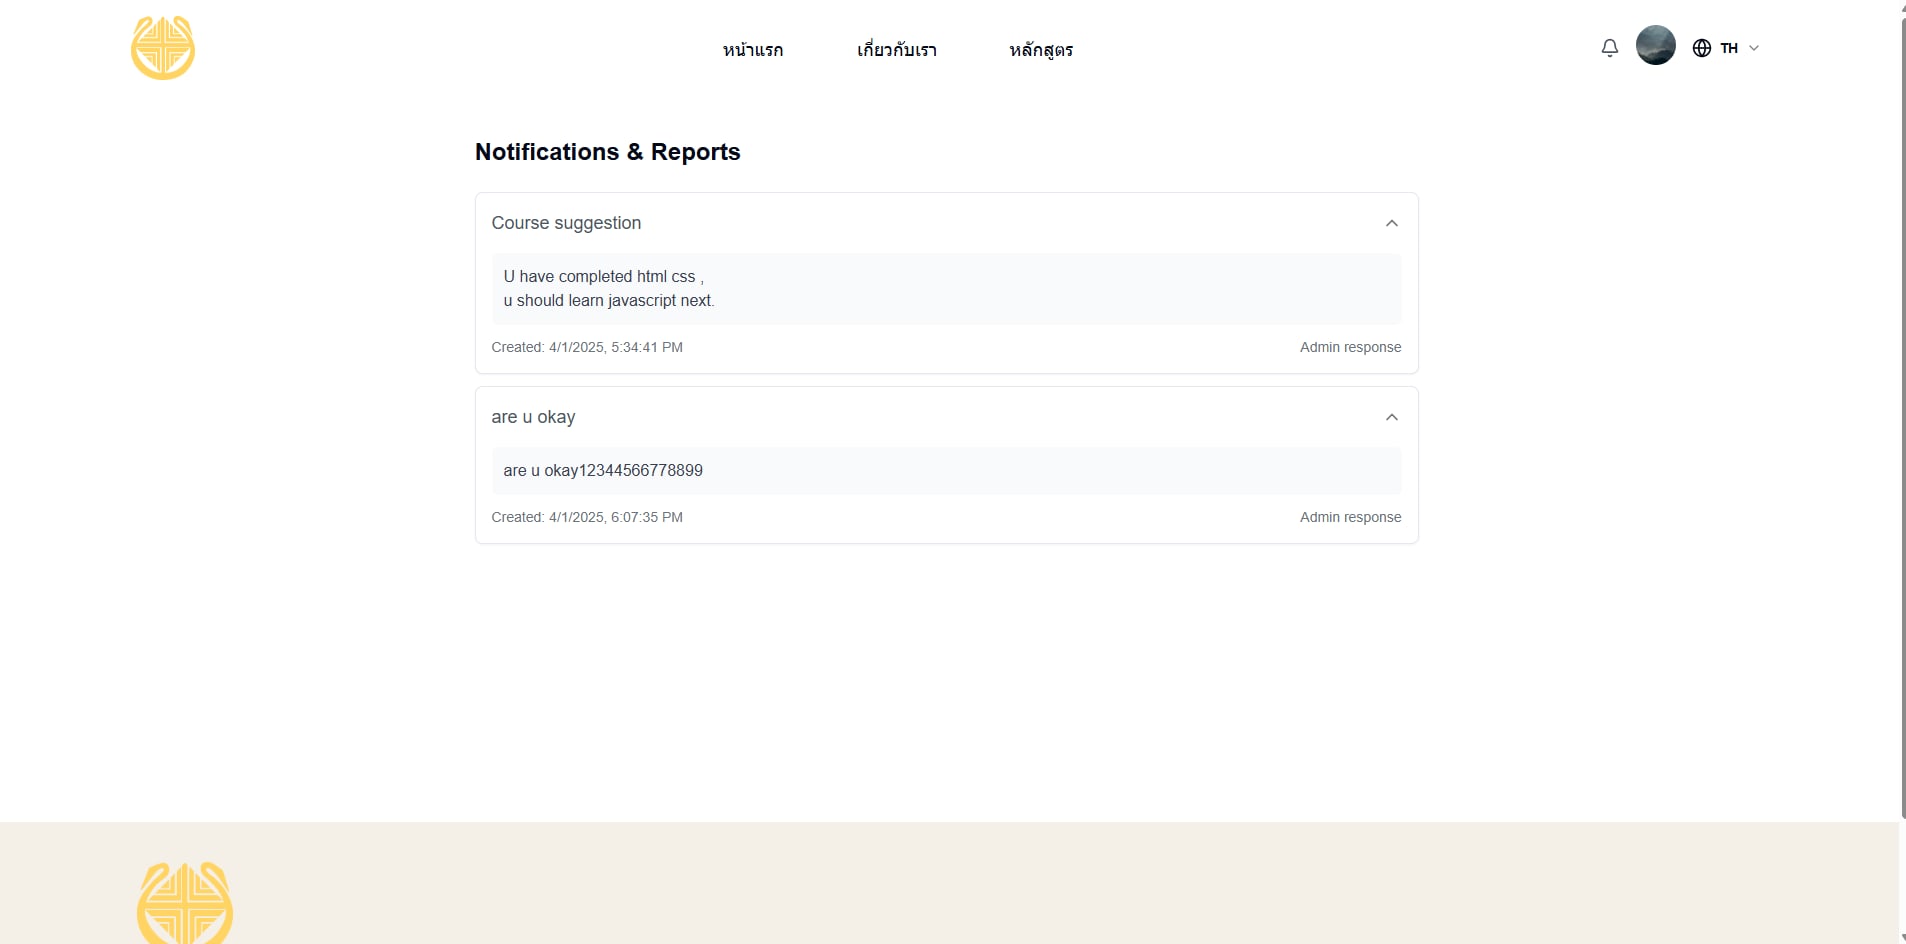 หน้าแรก เกี่ยวกับเรา หลักสูตร TH
Notifications & Reports
Course suggestion
U have completed html css ,
u should learn javascript next.
Created: 4/1/2025, 5:34:41 PM Admin response
are u okay
are u okay12344566778899
Created: 4/1/2025, 6:07:35 PM Admin response